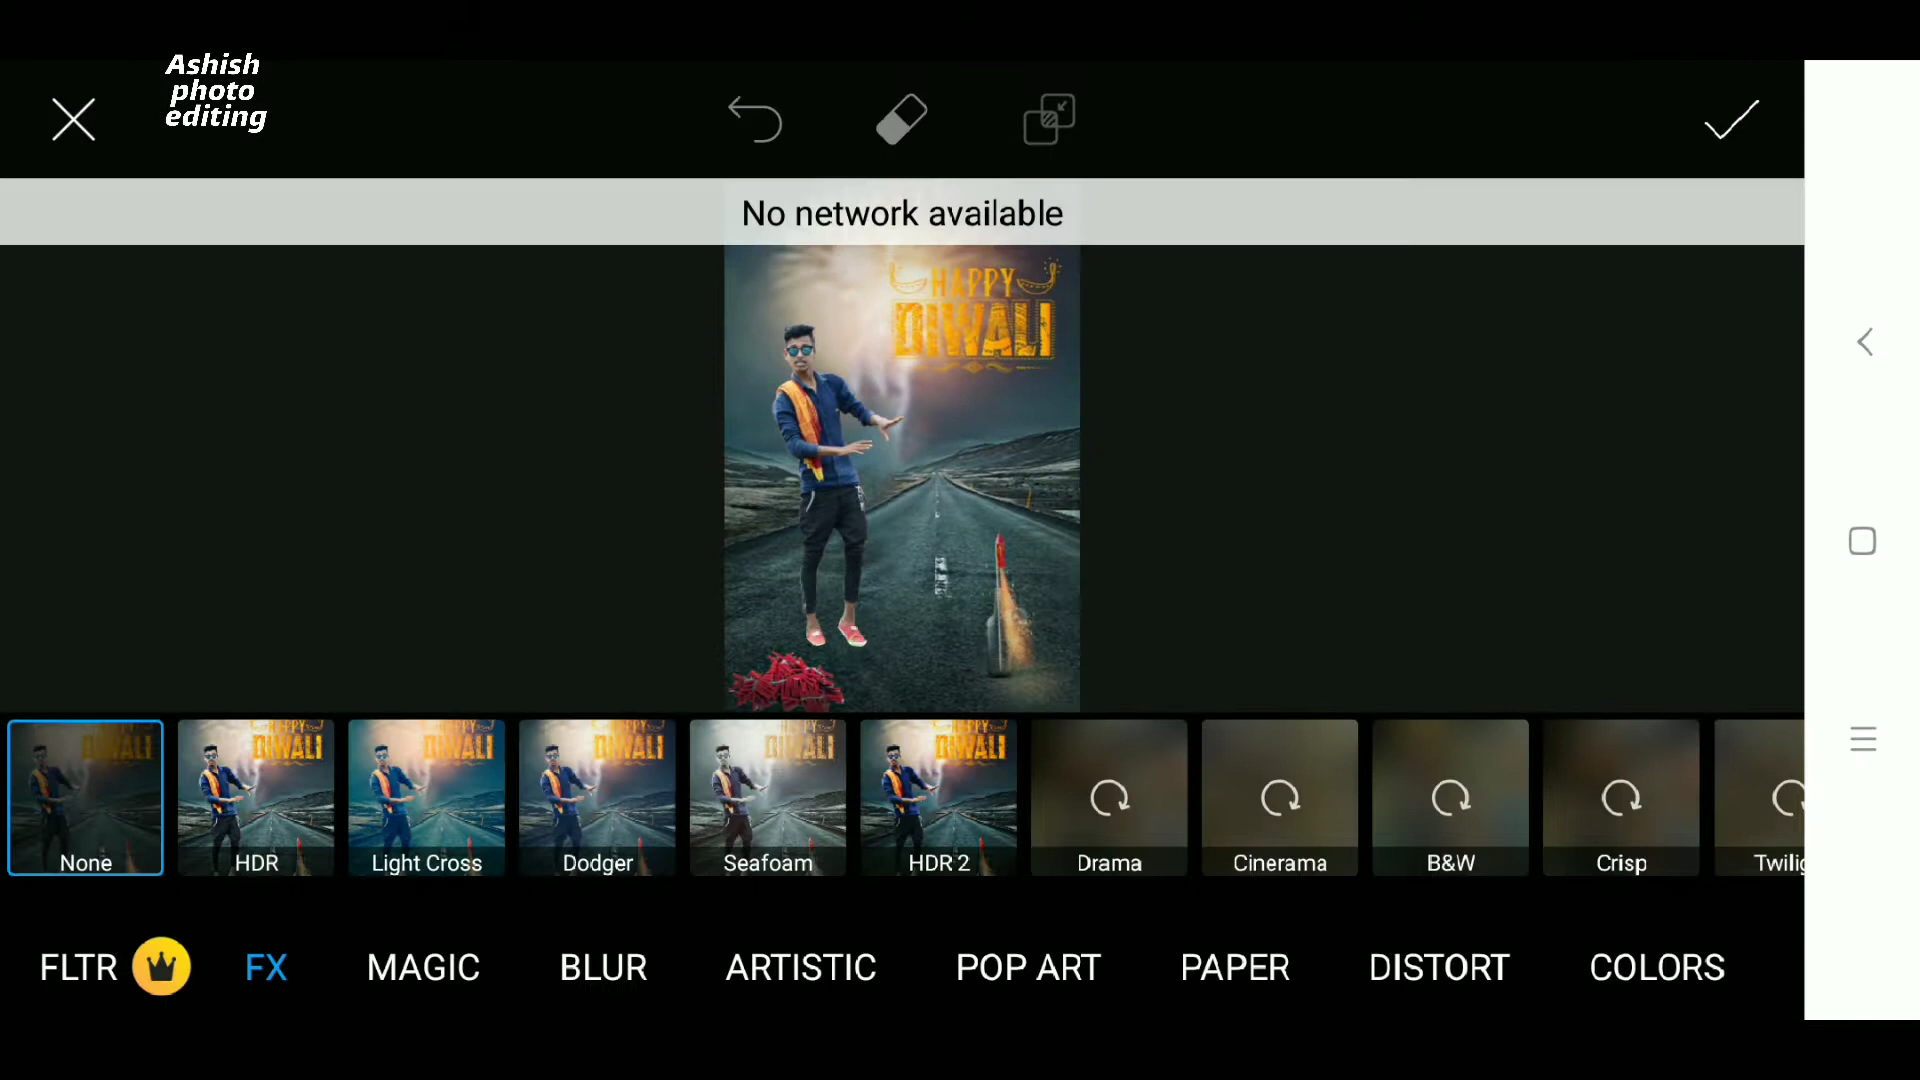 Ashish
photo
editing
No network available
HAPPY
DIWALI
None
HDR
Light Cross
Dodger
Seafoam
HDR 2
Drama
Cinerama
B&W
Crisp
Twilig
FLTR
FX
MAGIC
BLUR
ARTISTIC
POP ART
PAPER
DISTORT
COLORS